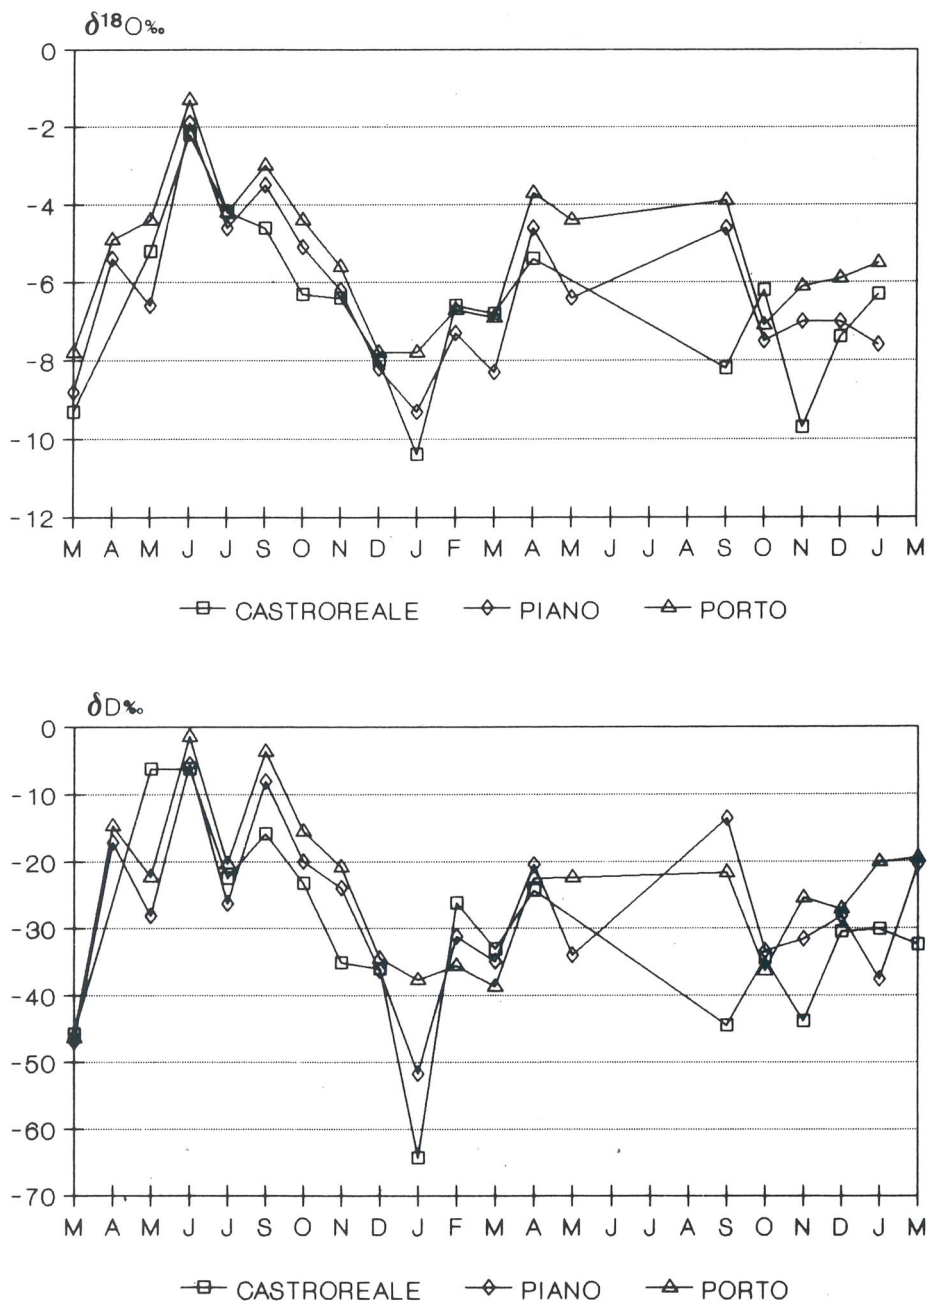 δ18O‰
0
-2
-4
-6
-8
-10
-12
M A M J J S O N D J F M A M J J A S O N D J M
CASTROREALE PIANO PORTO
δD‰
0
-10
-20
-30
-40
-50
-60
-70
M A M J J S O N D J F M A M J J A S O N D J M
CASTROREALE PIANO PORTO